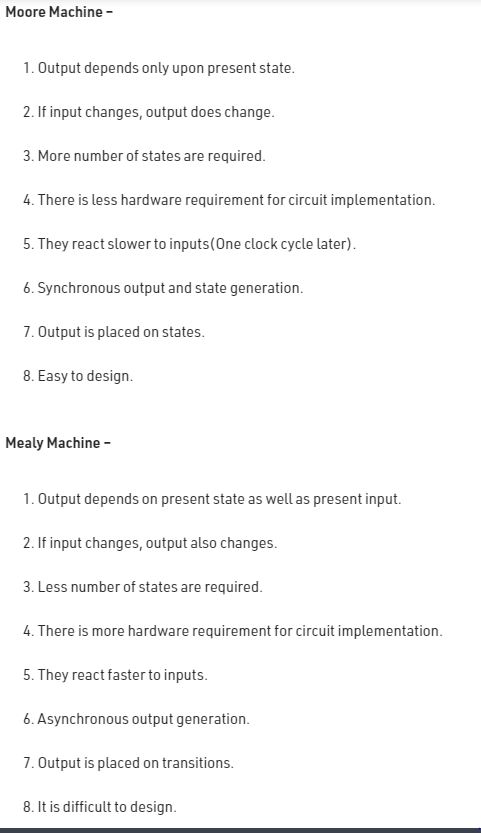 Moore Machine –
1. Output depends only upon present state.
2. If input changes, output does change.
3. More number of states are required.
4. There is less hardware requirement for circuit implementation.
5. They react slower to inputs(One clock cycle later).
6. Synchronous output and state generation.
7. Output is placed on states.
8. Easy to design.
Mealy Machine –
1. Output depends on present state as well as present input.
2. If input changes, output also changes.
3. Less number of states are required.
4. There is more hardware requirement for circuit implementation.
5. They react faster to inputs.
6. Asynchronous output generation.
7. Output is placed on transitions.
8. It is difficult to design.